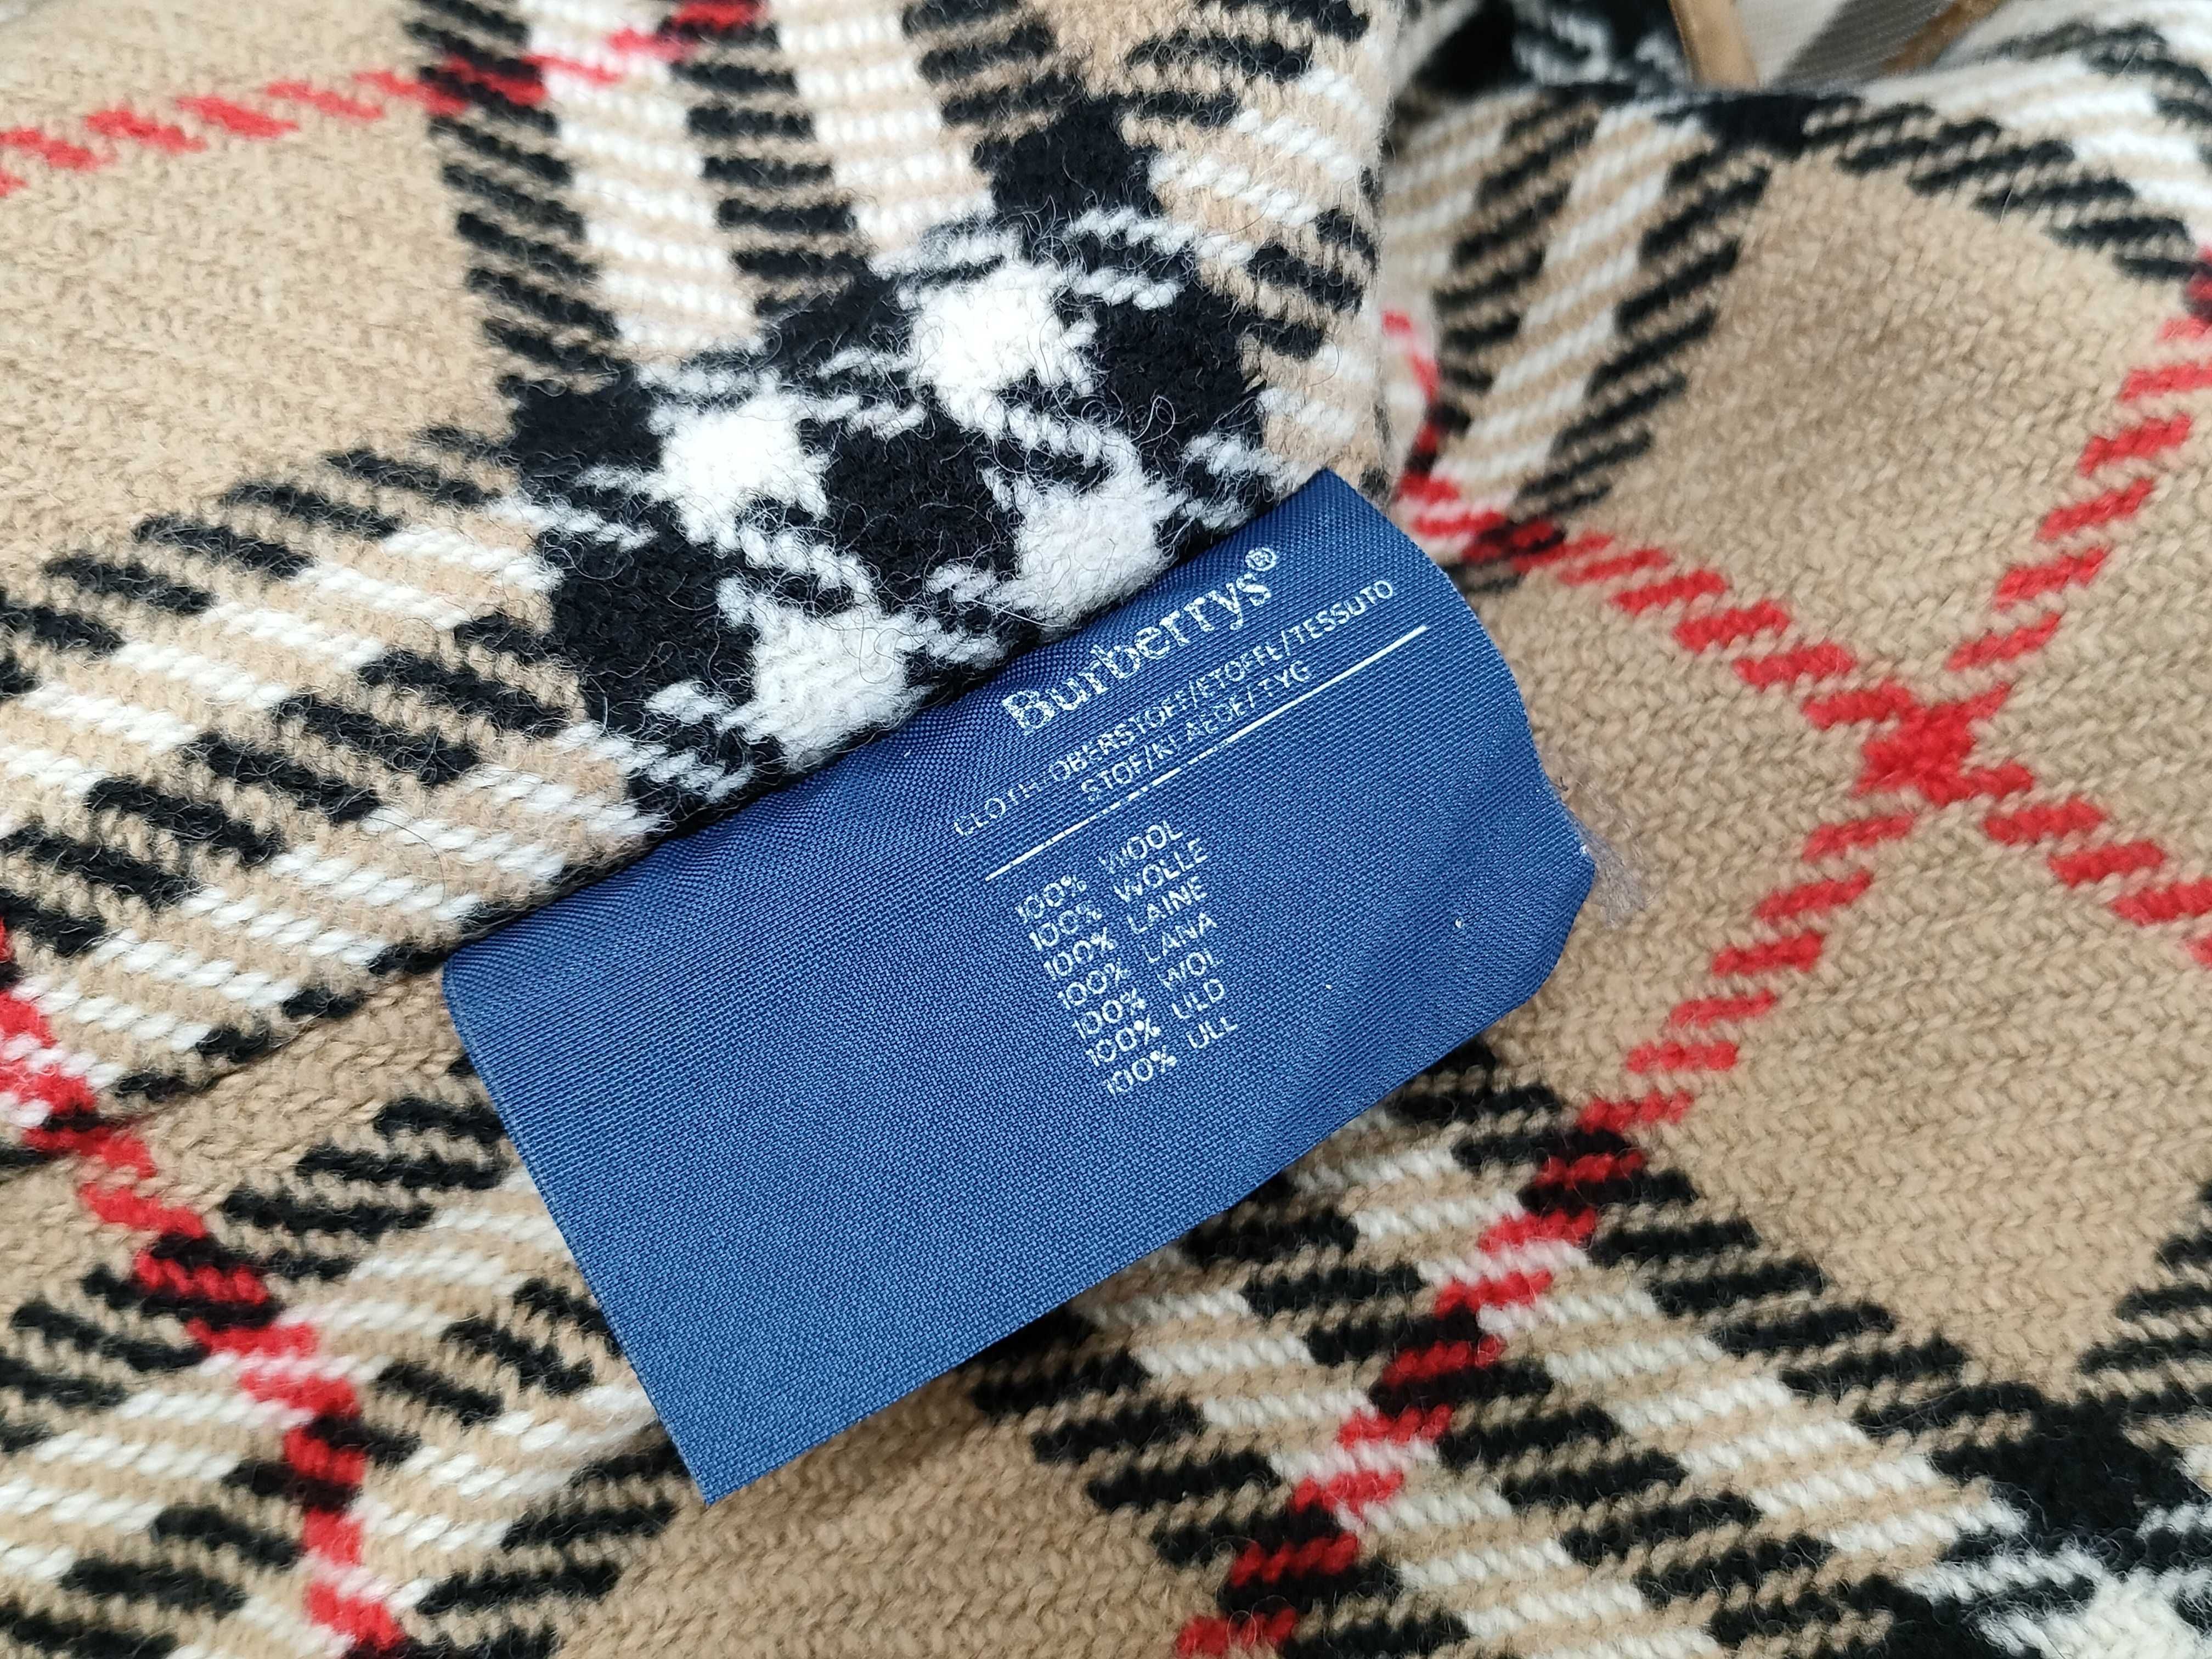 Burberrys®
CLOTH/OBERSTOFF/ETOFFE/TESSUTO
STOF/KLAEDE/TYG
100% WOOL
100% WOLLE
100% LAINE
100% LANA
100% WOL
100% ULD
100% ULL